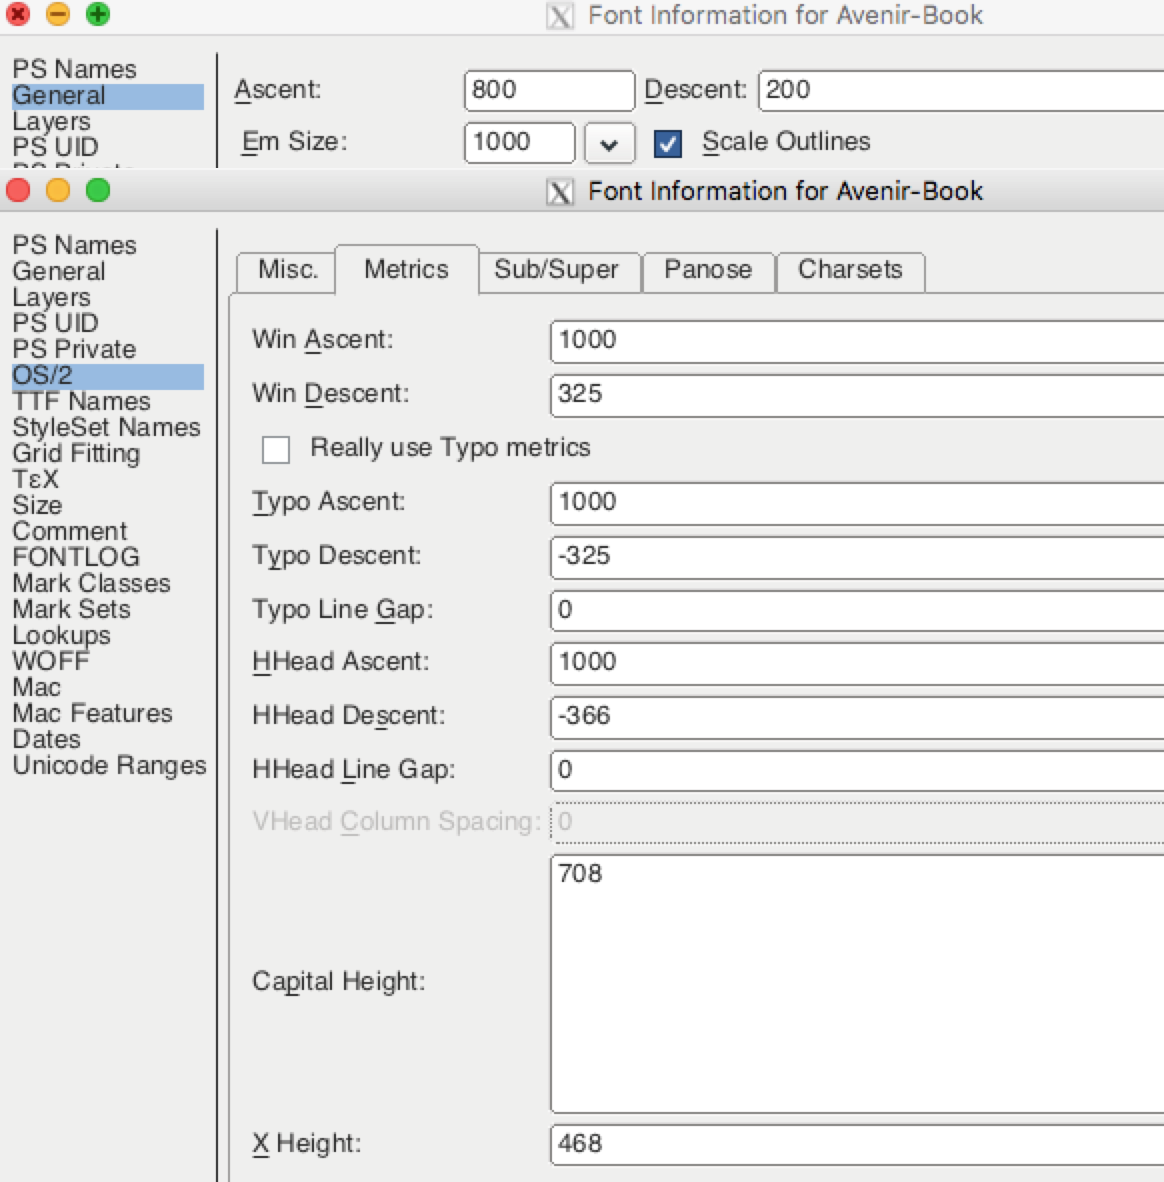 Font Information for Avenir-Book
PS Names
General
Layers
PS UID
Ascent: 800 Descent: 200
Em Size: 1000 Scale Outlines
Font Information for Avenir-Book
PS Names
General
Layers
PS UID
PS Private
OS/2
TTF Names
StyleSet Names
Grid Fitting
TεX
Size
Comment
FONTLOG
Mark Classes
Mark Sets
Lookups
WOFF
Mac
Mac Features
Dates
Unicode Ranges
Misc. Metrics Sub/Super Panose Charsets
Win Ascent: 1000
Win Descent: 325
Really use Typo metrics
Typo Ascent: 1000
Typo Descent: -325
Typo Line Gap: 0
HHead Ascent: 1000
HHead Descent: -366
HHead Line Gap: 0
VHead Column Spacing: 0
Capital Height: 708
X Height: 468